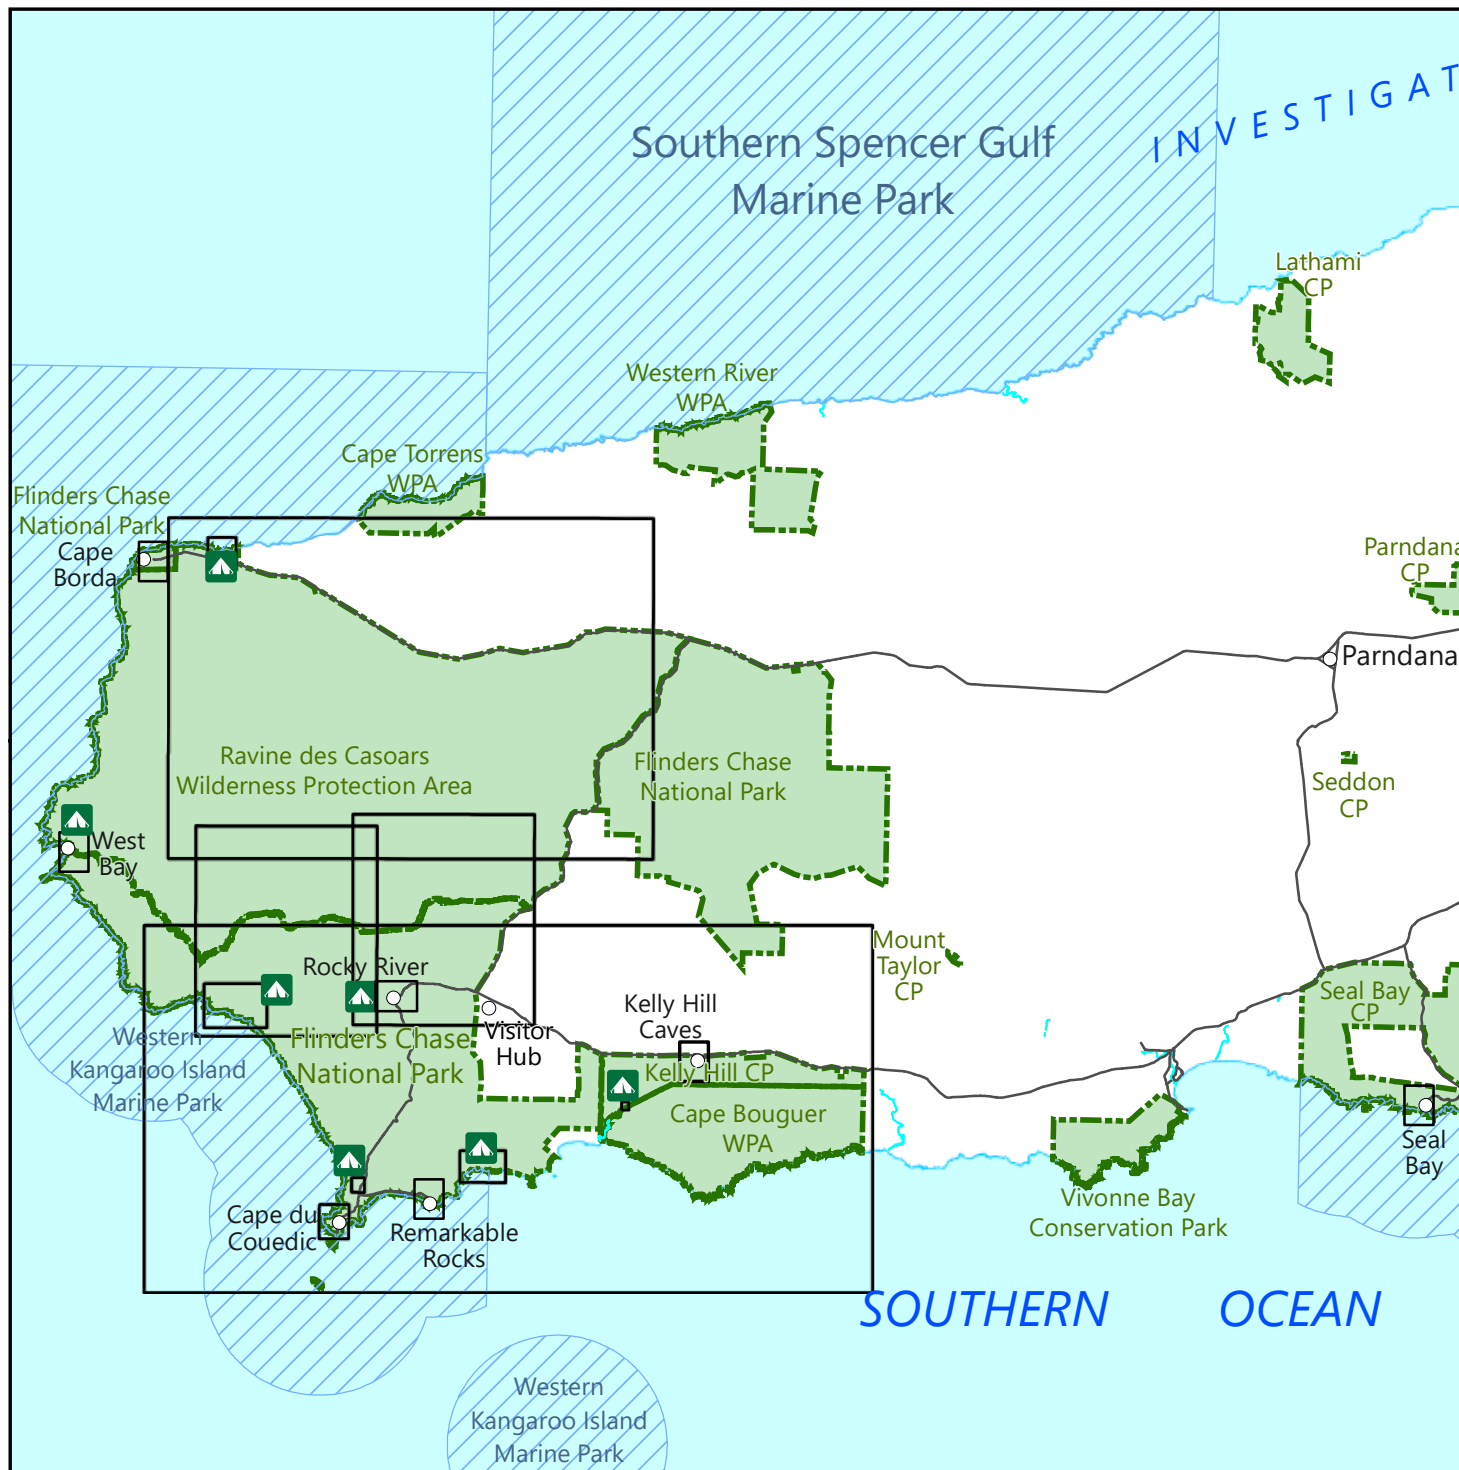 INVESTIGAT
Southern Spencer Gulf
Marine Park
Lathami
CP
Western River
WPA
Cape Torrens
WPA
Flinders Chase
National Park
Cape
Borda
Parndana
CP
Parndana
Ravine des Casoars
Wilderness Protection Area
Flinders Chase
National Park
Seddon
CP
West
Bay
Mount
Taylor
CP
Rocky River
Seal Bay
CP
Kelly Hill
Caves
Visitor
Hub
Western
Kangaroo Island
Marine Park
Flinders Chase
National Park
Kelly Hill CP
Cape Bouguer
WPA
Seal
Bay
Vivonne Bay
Conservation Park
Cape du
Couedic
Remarkable
Rocks
SOUTHERN OCEAN
Western
Kangaroo Island
Marine Park